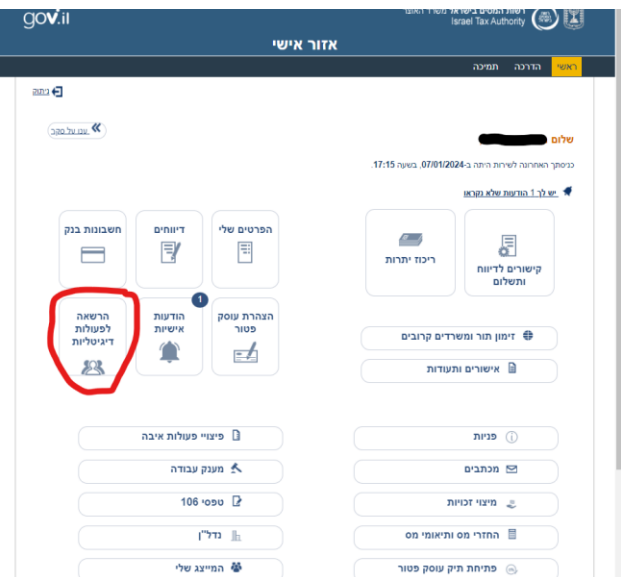 gov.il
רשות המסים בישראל משרד האוצר
Israel Tax Authority
אזור אישי
ראשי
הדרכה
תמיכה
ניתוק
ענו על סקר
שלום
כניסתך האחרונה לשירות היתה ב-07/01/2024, בשעה 17:15.
יש לך 1 הודעות שלא נקראו
קישורים לדיווח
ותשלום
ריכוז יתרות
הפרטים שלי
דיווחים
חשבונות בנק
הצהרת עוסק
פטור
1
הודעות
אישיות
הרשאה
לפעולות
דיגיטליות
זימון תור ומשרדים קרובים
אישורים ותעודות
פניות
מכתבים
מיצוי זכויות
החזרי מס ותיאומי מס
פתיחת תיק עוסק פטור
פיצויי פעולות איבה
מענק עבודה
טפסי 106
נדל"ן
המייצג שלי